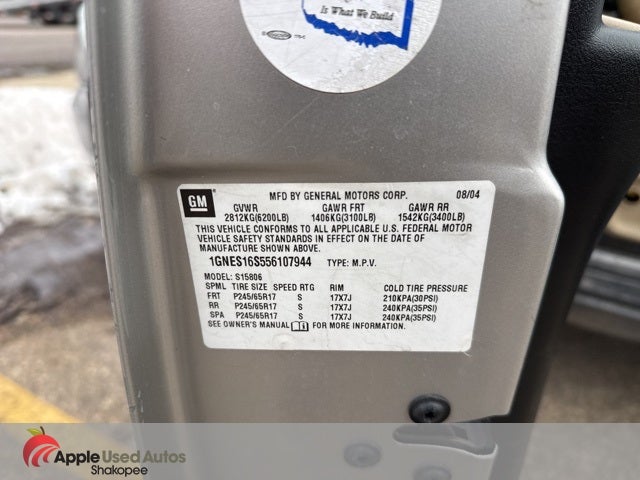 Is What We Build
GM
MFD BY GENERAL MOTORS CORP. 08/04
GVWR GAWR FRT GAWR RR
2812KG(6200LB) 1406KG(3100LB) 1542KG(3400LB)
THIS VEHICLE CONFORMS TO ALL APPLICABLE U.S. FEDERAL MOTOR
VEHICLE SAFETY STANDARDS IN EFFECT ON THE DATE OF
MANUFACTURE SHOWN ABOVE.
1GNES16S556107944 TYPE: M.P.V.
MODEL: S15806
SPML TIRE SIZE SPEED RTG RIM COLD TIRE PRESSURE
FRT P245/65R17 S 17X7J 210KPA(30PSI)
RR P245/65R17 S 17X7J 240KPA(35PSI)
SPA P245/65R17 S 17X7J 240KPA(35PSI)
SEE OWNER'S MANUAL FOR MORE INFORMATION.
Apple Used Autos
Shakopee